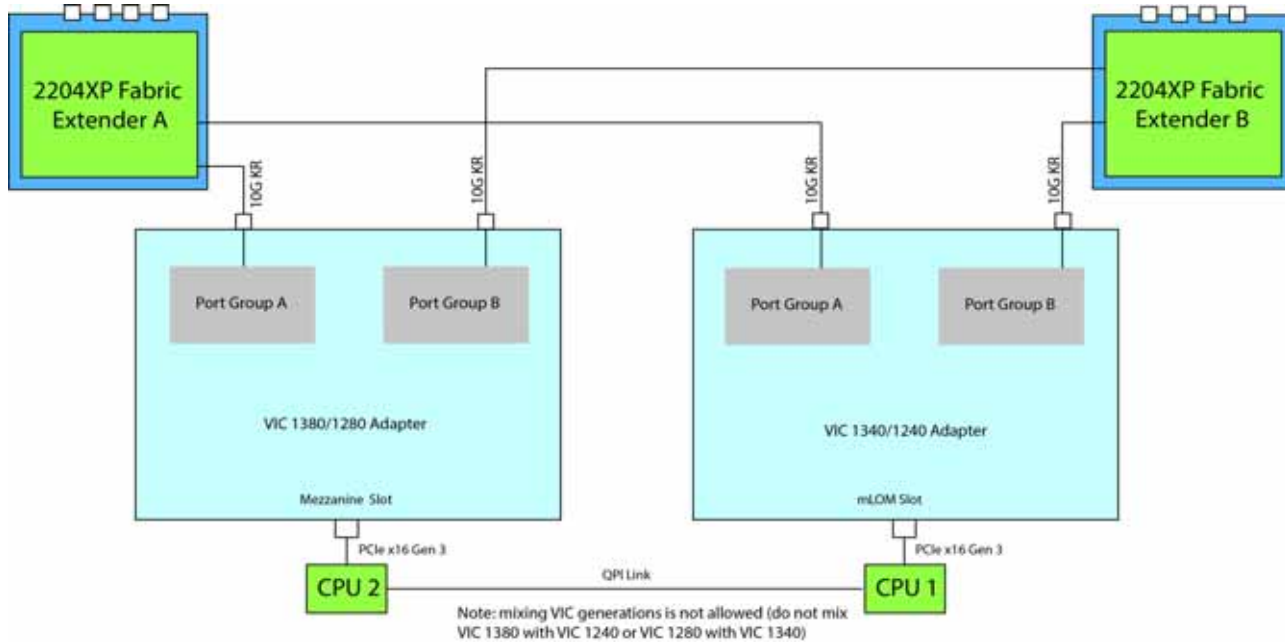 2204XP Fabric
Extender A
2204XP Fabric
Extender B
10G KR
10G KR
10G KR
10G KR
Port Group A
Port Group B
Port Group A
Port Group B
VIC 1380/1280 Adapter
VIC 1340/1240 Adapter
Mezzanine Slot
mLOM Slot
PCIe x16 Gen 3
PCIe x16 Gen 3
CPU 2
QPI Link
CPU 1
Note: mixing VIC generations is not allowed (do not mix
VIC 1380 with VIC 1240 or VIC 1280 with VIC 1340)